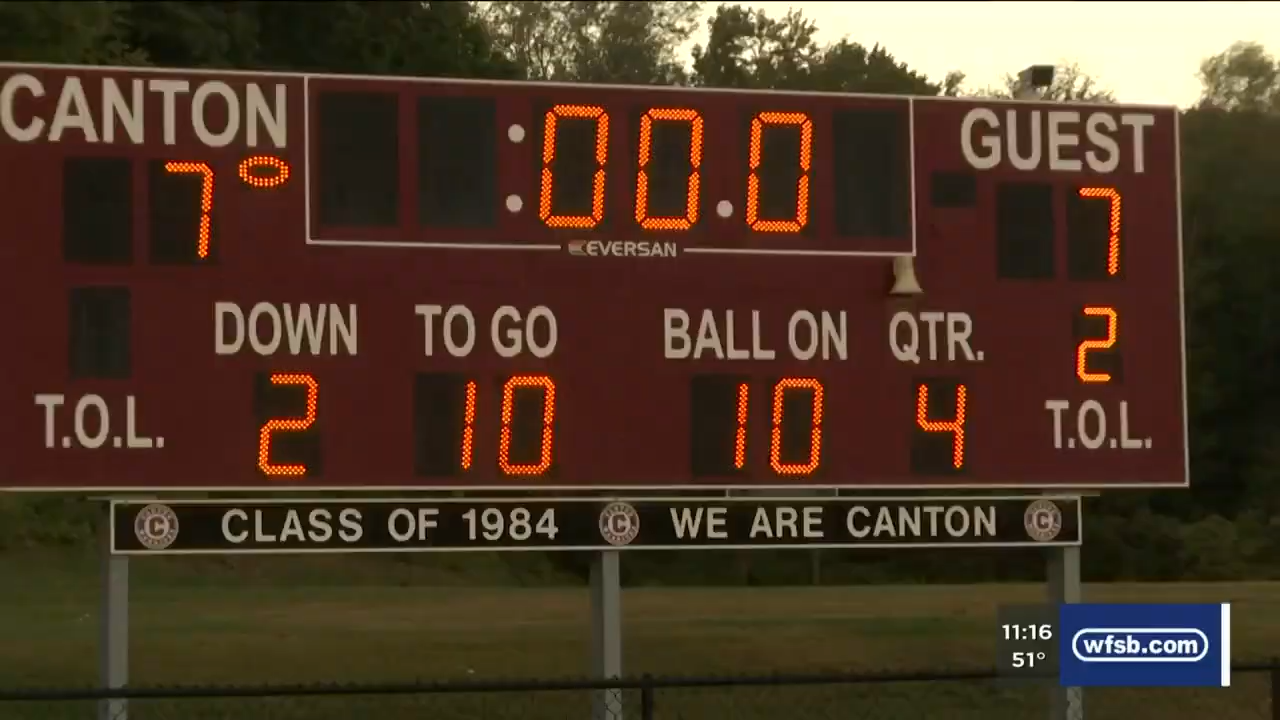 CANTON
:00.0
GUEST
7
7
EVERSAN
DOWN
TO GO
BALL ON
QTR.
2
2
10
10
4
T.O.L.
T.O.L.
C CLASS OF 1984 C WE ARE CANTON C
11:16
51°
wfsb.com